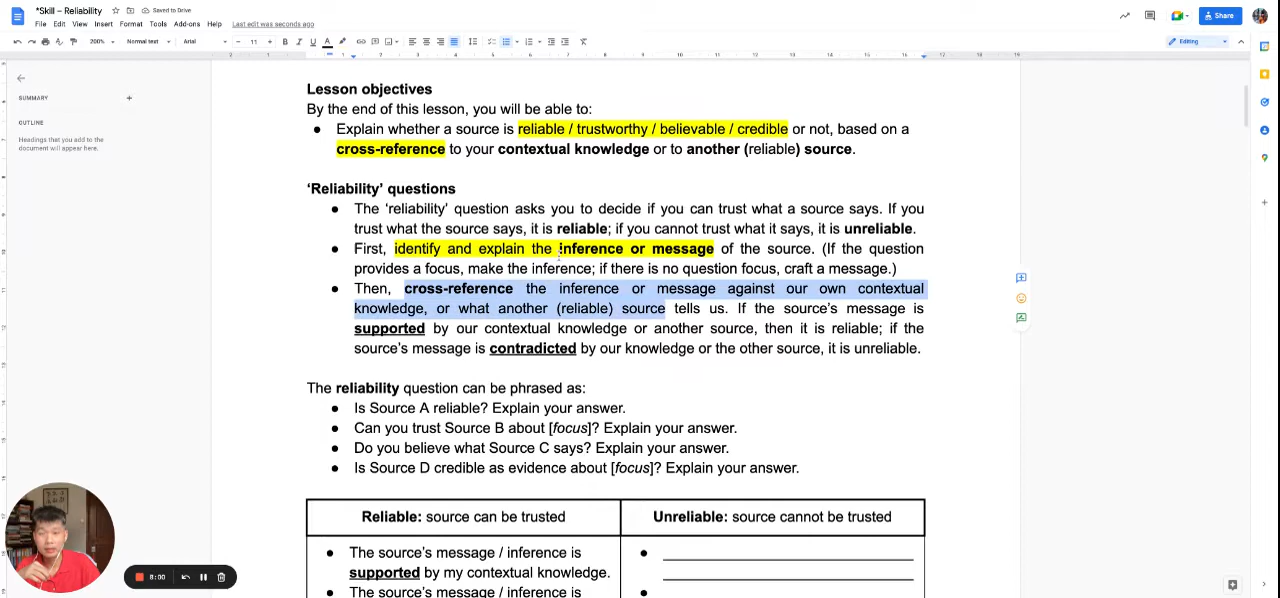 *Skill – Reliability
Saved to Drive
File Edit View Insert Format Tools Add-ons Help Last edit was seconds ago
Share
200% Normal text Arial 11
Editing
SUMMARY
OUTLINE
Headings that you add to the
document will appear here.
Lesson objectives
By the end of this lesson, you will be able to:
● Explain whether a source is reliable / trustworthy / believable / credible or not, based on a
cross-reference to your contextual knowledge or to another (reliable) source.
'Reliability' questions
● The 'reliability' question asks you to decide if you can trust what a source says. If you
trust what the source says, it is reliable; if you cannot trust what it says, it is unreliable.
● First, identify and explain the inference or message of the source. (If the question
provides a focus, make the inference; if there is no question focus, craft a message.)
● Then, cross-reference the inference or message against our own contextual
knowledge, or what another (reliable) source tells us. If the source's message is
supported by our contextual knowledge or another source, then it is reliable; if the
source's message is contradicted by our knowledge or the other source, it is unreliable.
The reliability question can be phrased as:
● Is Source A reliable? Explain your answer.
● Can you trust Source B about [focus]? Explain your answer.
● Do you believe what Source C says? Explain your answer.
● Is Source D credible as evidence about [focus]? Explain your answer.
Reliable: source can be trusted
Unreliable: source cannot be trusted
● The source's message / inference is
supported by my contextual knowledge.
● The source's message / inference is
8:00